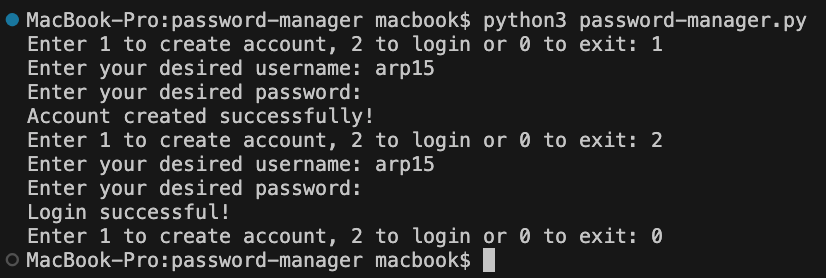 MacBook-Pro:password-manager macbook$ python3 password-manager.py
Enter 1 to create account, 2 to login or 0 to exit: 1
Enter your desired username: arp15
Enter your desired password:
Account created successfully!
Enter 1 to create account, 2 to login or 0 to exit: 2
Enter your desired username: arp15
Enter your desired password:
Login successful!
Enter 1 to create account, 2 to login or 0 to exit: 0
MacBook-Pro:password-manager macbook$